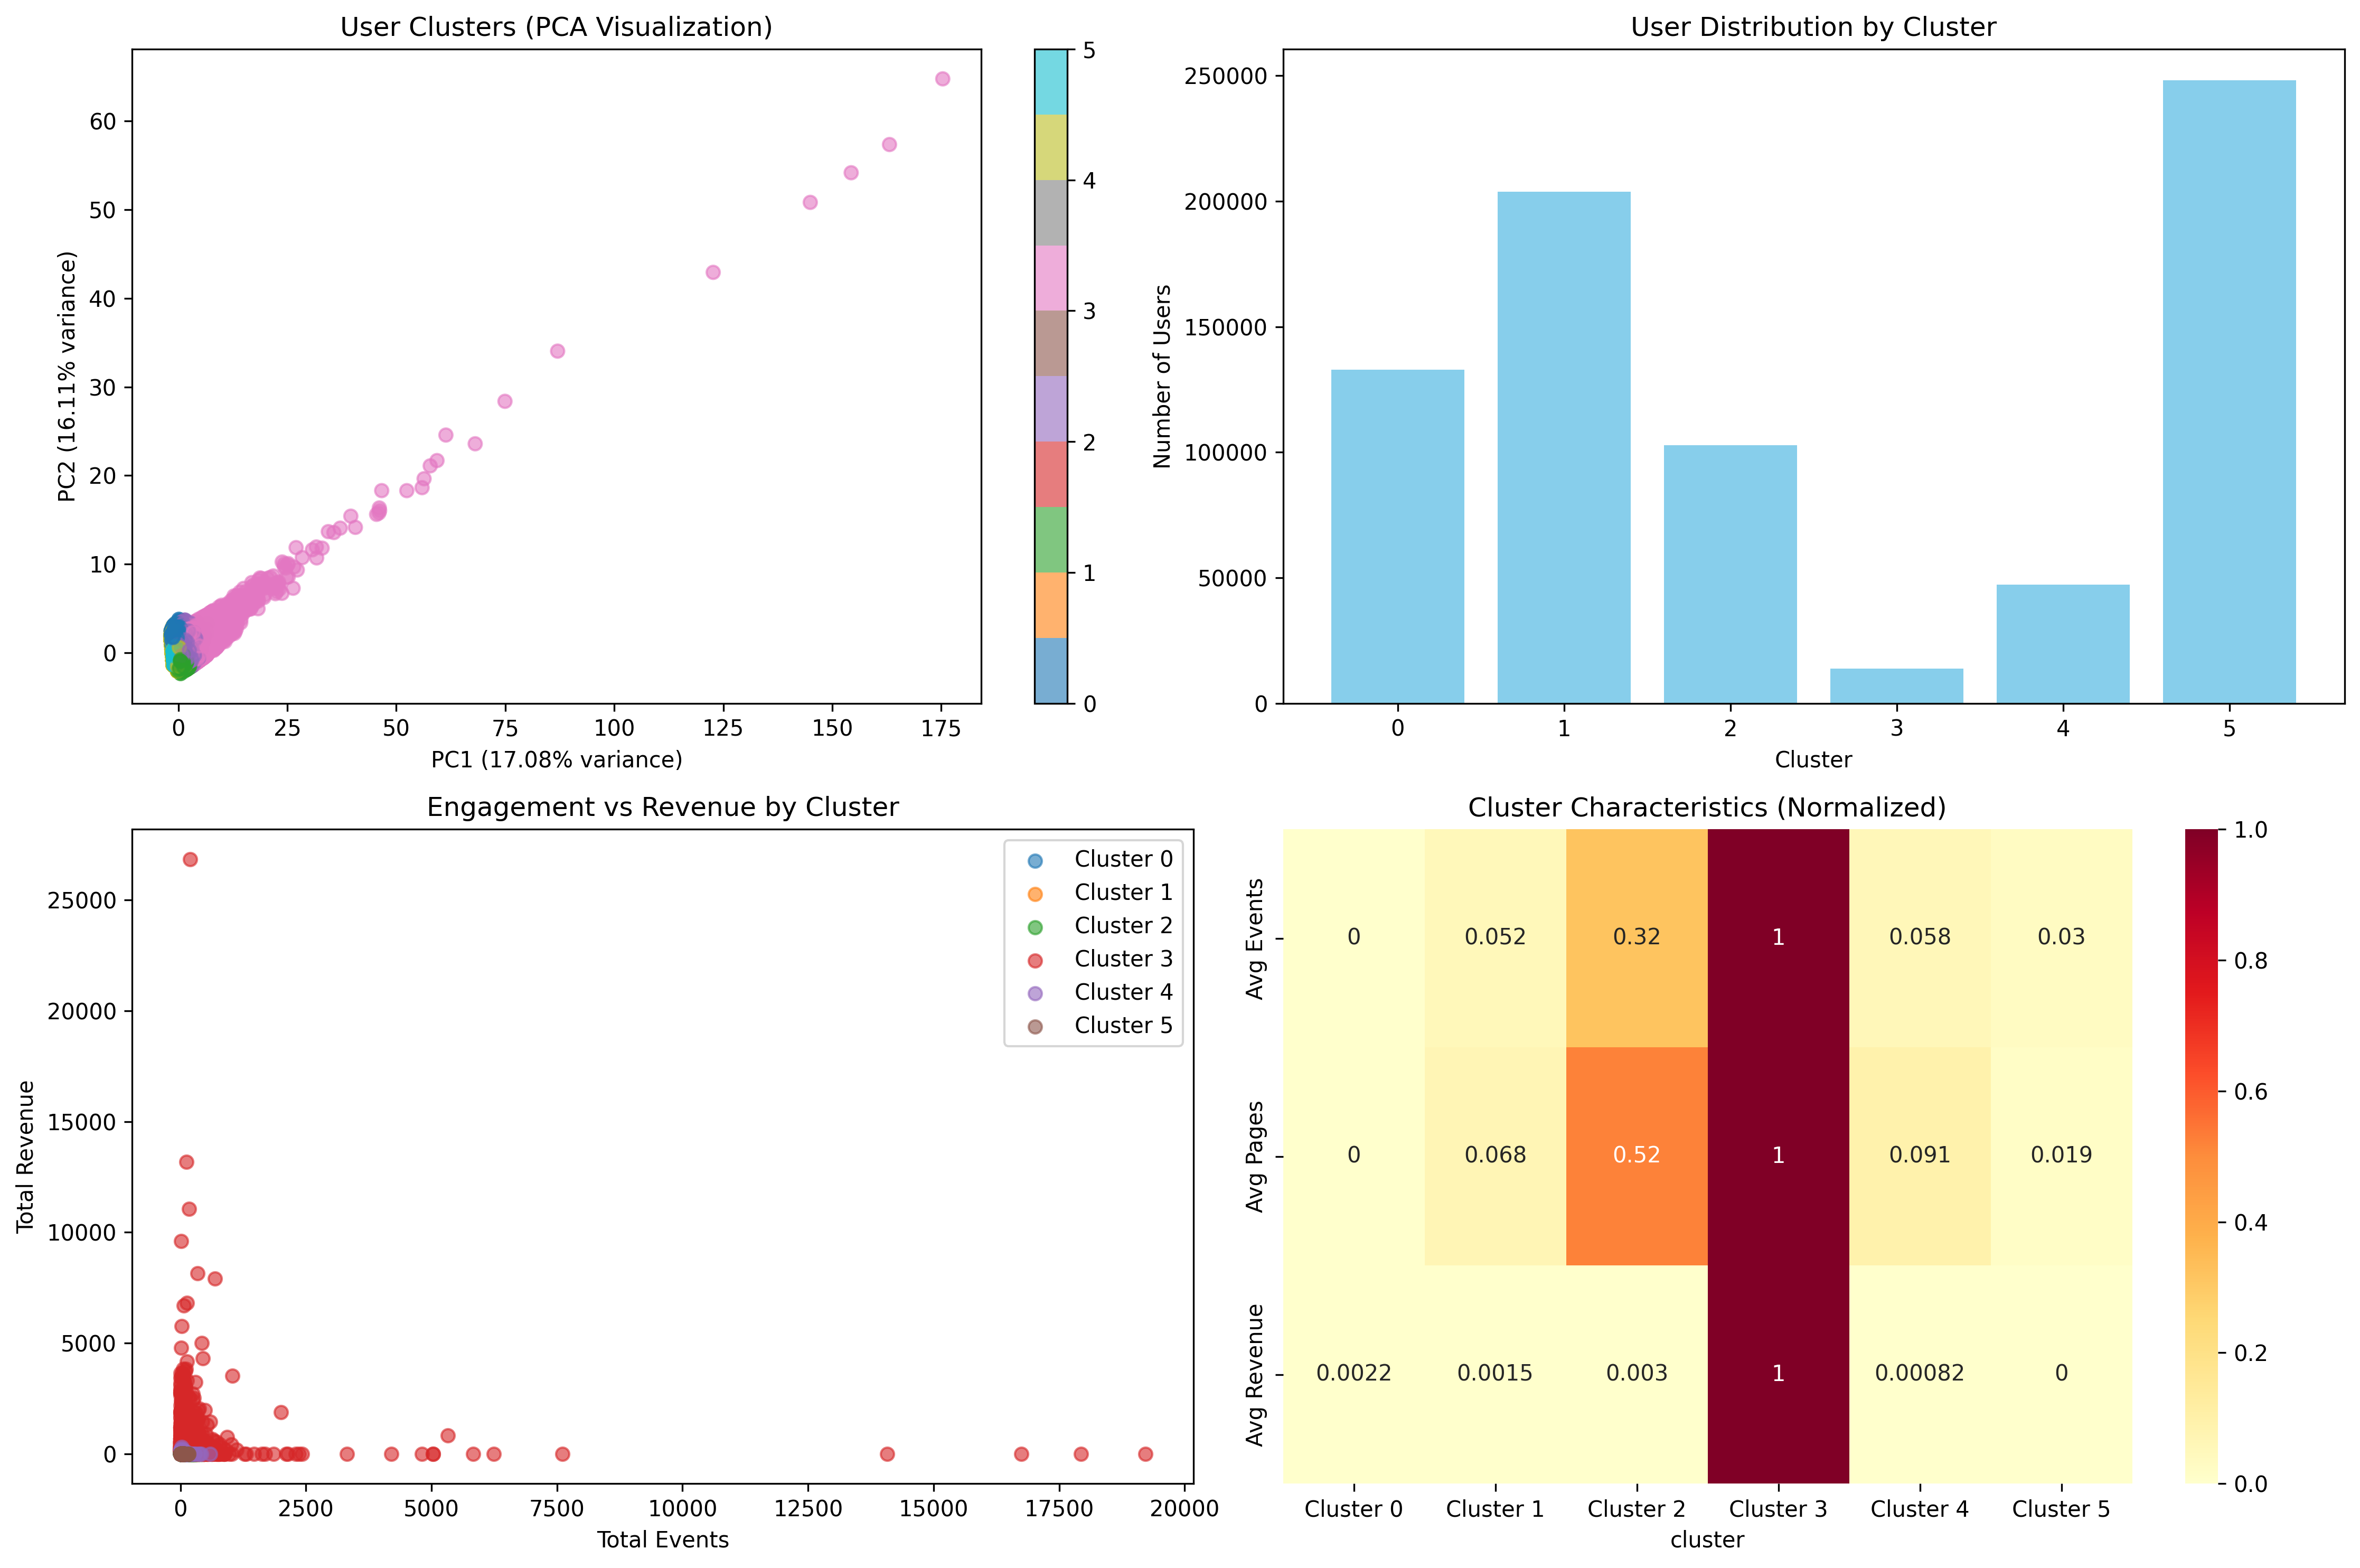 User Clusters (PCA Visualization)
60
50
40
30
20
10
0
PC2 (16.11% variance)
0 25 50 75 100 125 150 175
PC1 (17.08% variance)
5
4
3
2
1
0
User Distribution by Cluster
250000
200000
150000
100000
50000
0
Number of Users
0 1 2 3 4 5
Cluster
Engagement vs Revenue by Cluster
25000
20000
15000
10000
5000
0
Total Revenue
Cluster 0
Cluster 1
Cluster 2
Cluster 3
Cluster 4
Cluster 5
0 2500 5000 7500 10000 12500 15000 17500 20000
Total Events
Cluster Characteristics (Normalized)
Avg Events
0 0.052 0.32 1 0.058 0.03
Avg Pages
0 0.068 0.52 1 0.091 0.019
Avg Revenue
0.0022 0.0015 0.003 1 0.00082 0
Cluster 0 Cluster 1 Cluster 2 Cluster 3 Cluster 4 Cluster 5
cluster
1.0
0.8
0.6
0.4
0.2
0.0